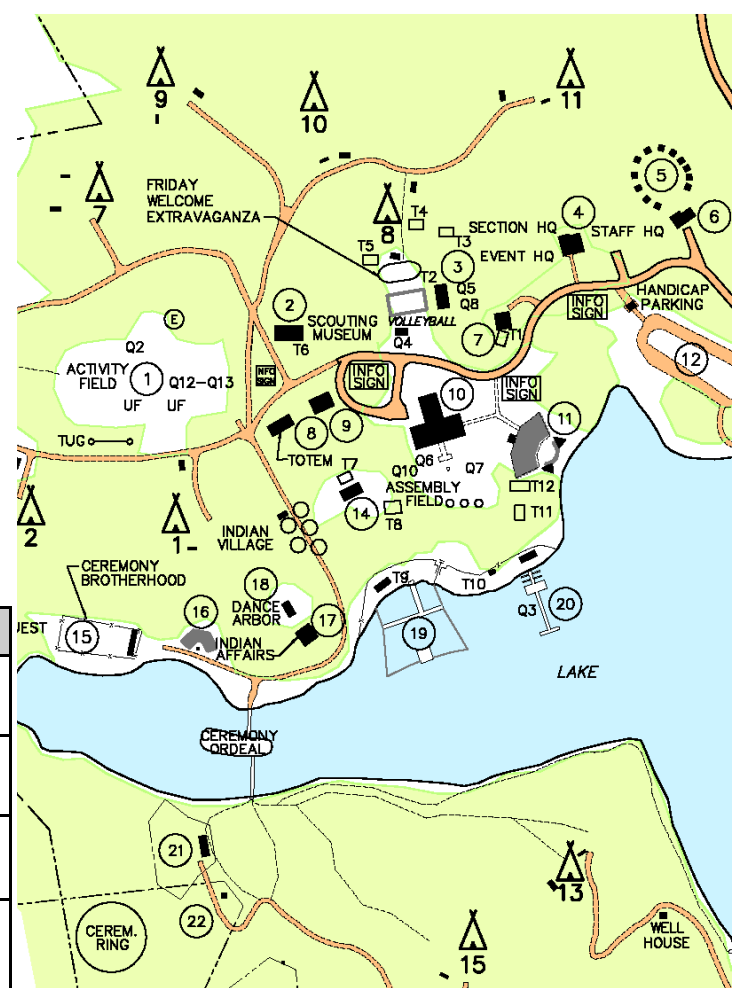 9
10
11
7
FRIDAY
WELCOME
EXTRAVAGANZA
8
T4
T3
T5
T2
3
SECTION HQ
EVENT HQ
4
STAFF HQ
5
6
Q5
Q8
VOLLEYBALL
Q4
7
T1
INFO
SIGN
HANDICAP
PARKING
12
E
2
SCOUTING
MUSEUM
T6
Q2
ACTIVITY
FIELD
1
Q12-Q13
UF
UF
TUG
INFO
SIGN
INFO
SIGN
INFO
SIGN
8
9
TOTEM
10
11
Q6
Q7
Q10
ASSEMBLY
FIELD
T7
14
T8
T12
T11
2
1
INDIAN
VILLAGE
CEREMONY
BROTHERHOOD
18
DANCE
ARBOR
16
17
INDIAN
AFFAIRS
15
T9
T10
19
Q3
20
LAKE
CEREMONY
ORDEAL
21
22
CEREM.
RING
13
15
WELL
HOUSE